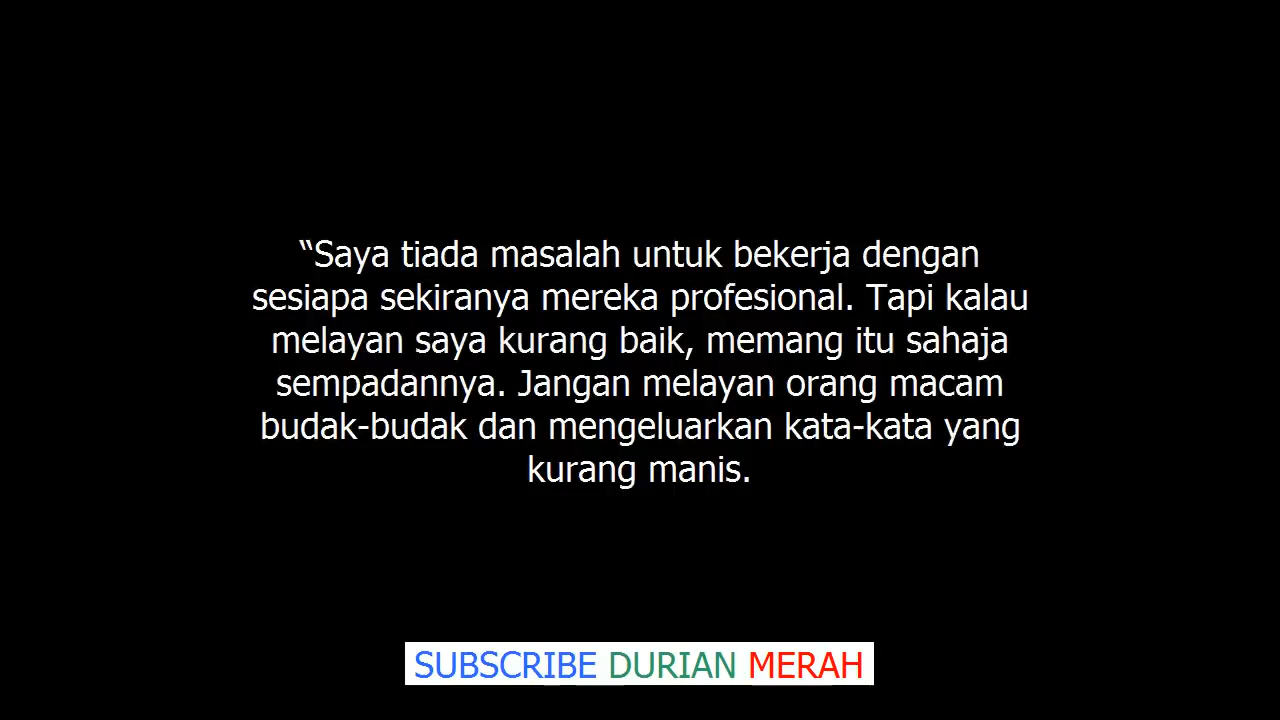 “Saya tiada masalah untuk bekerja dengan
sesiapa sekiranya mereka profesional. Tapi kalau
melayan saya kurang baik, memang itu sahaja
sempadannya. Jangan melayan orang macam
budak-budak dan mengeluarkan kata-kata yang
kurang manis.
SUBSCRIBE DURIAN MERAH